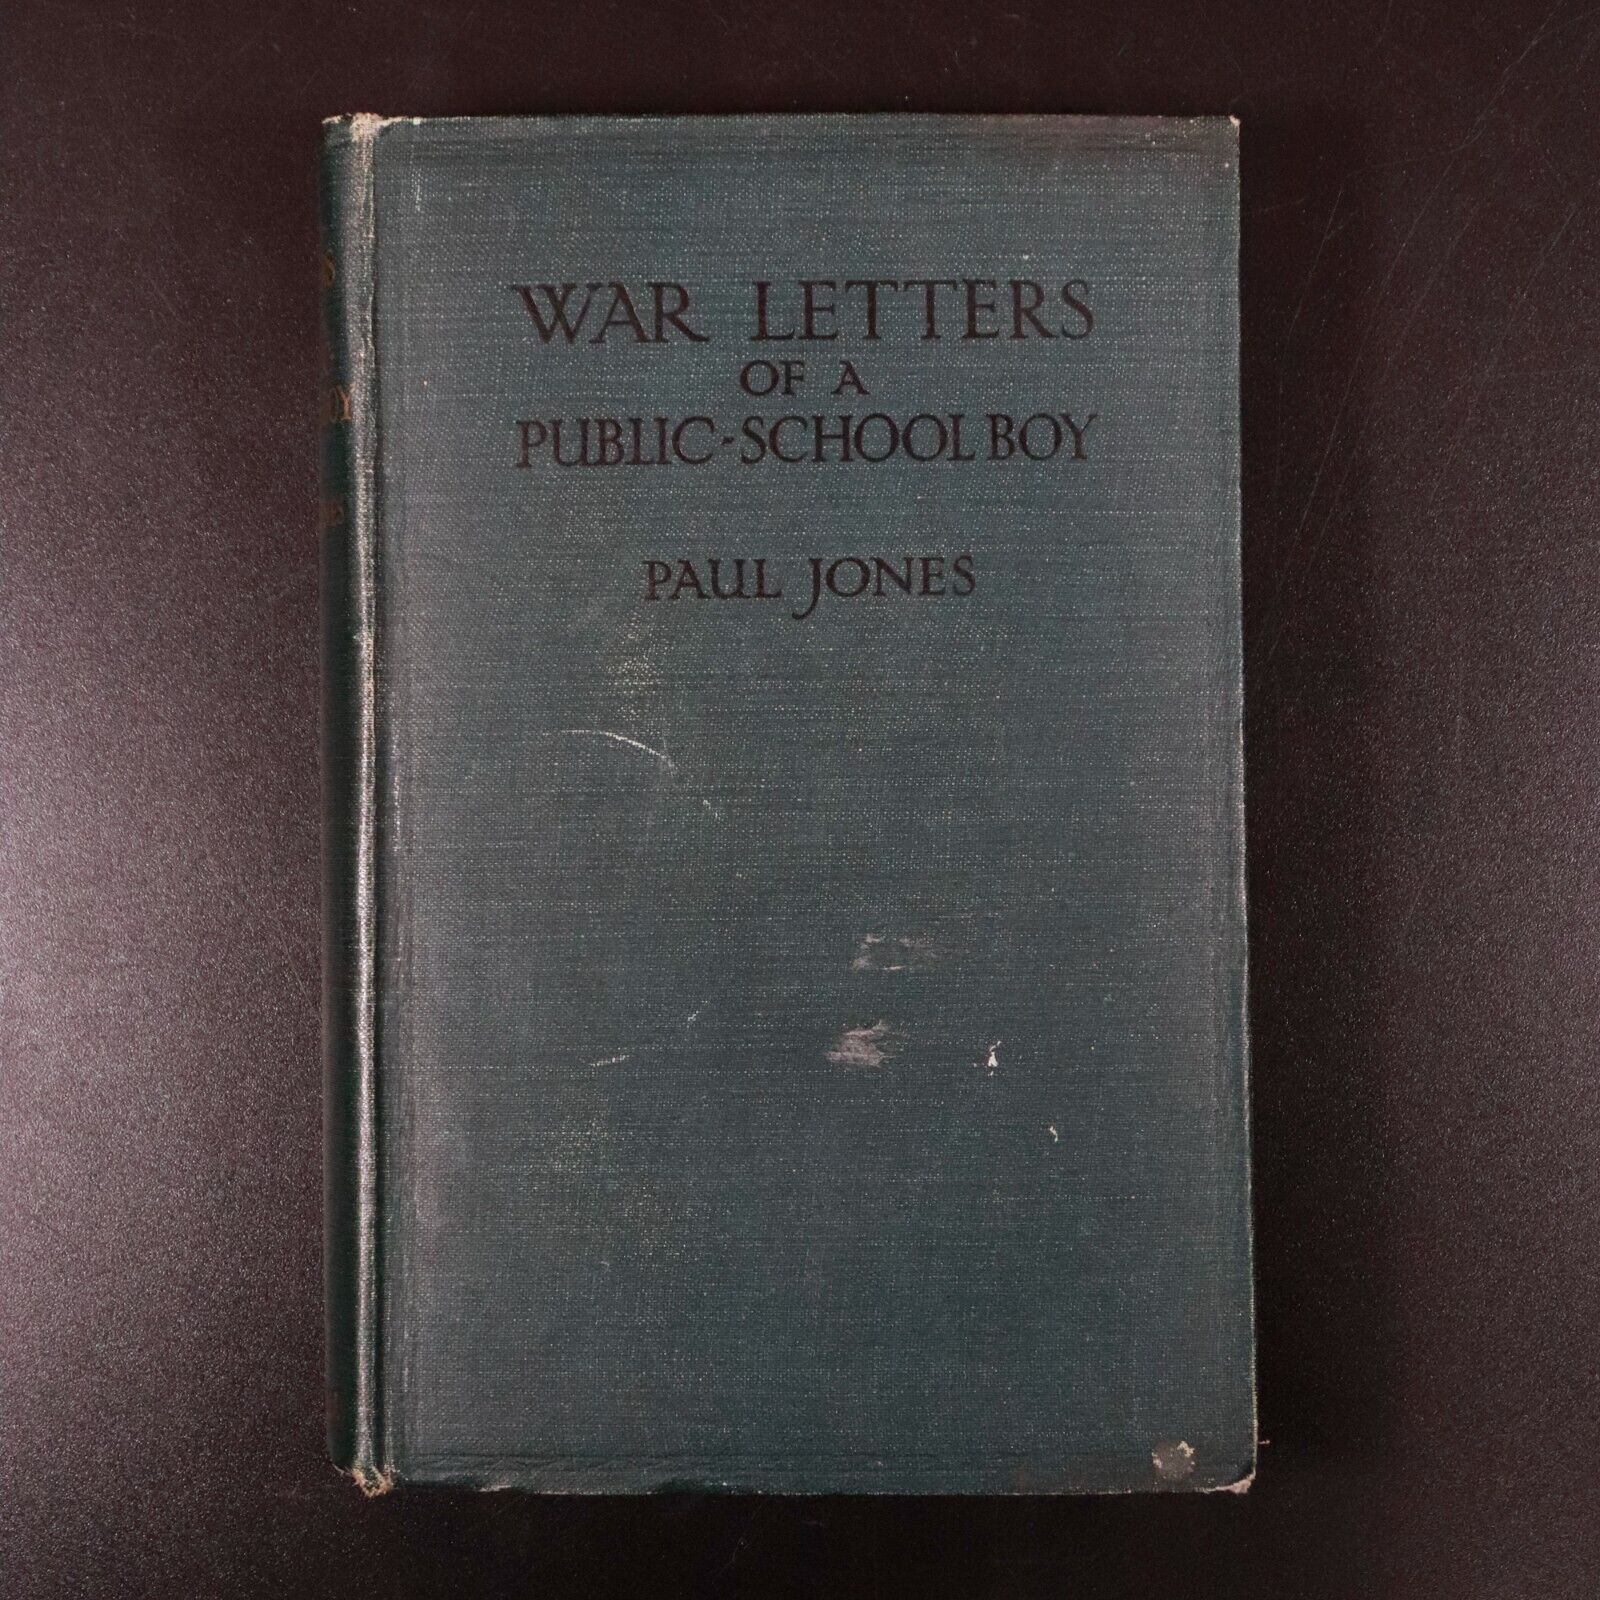 WAR LETTERS
OF A
PUBLIC-SCHOOL BOY
PAUL JONES